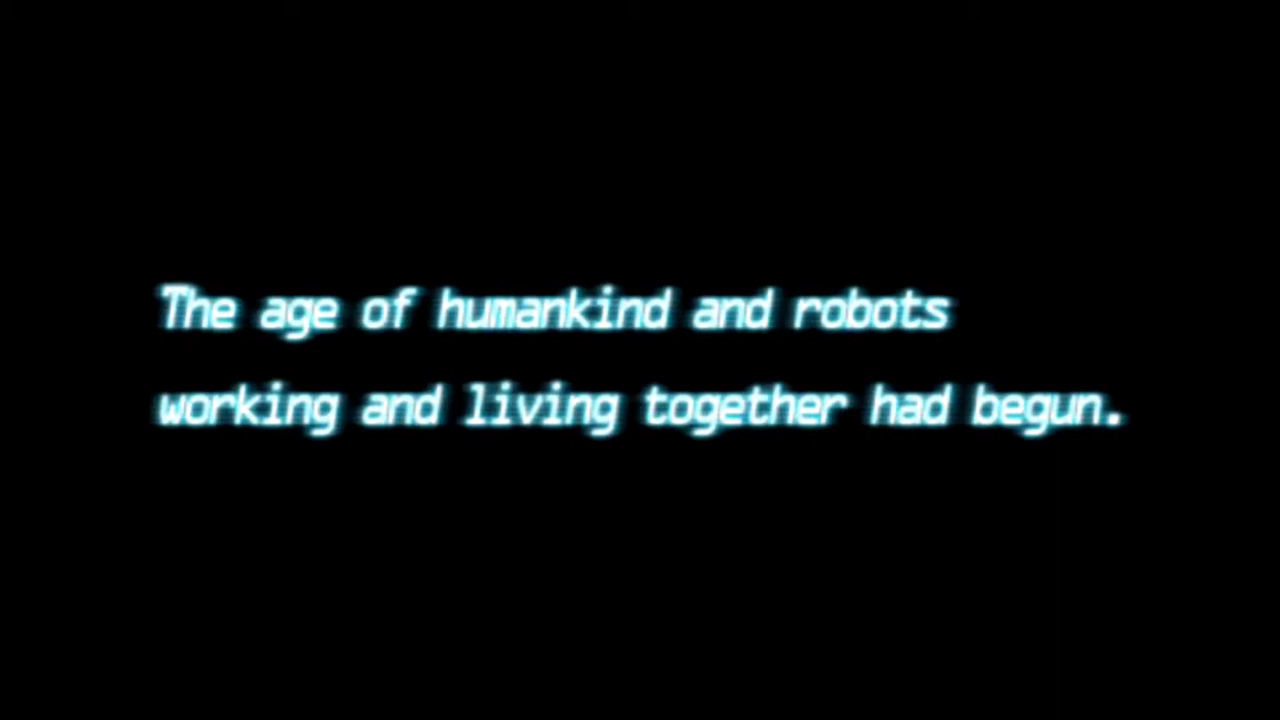 The age of humankind and robots
working and living together had begun.